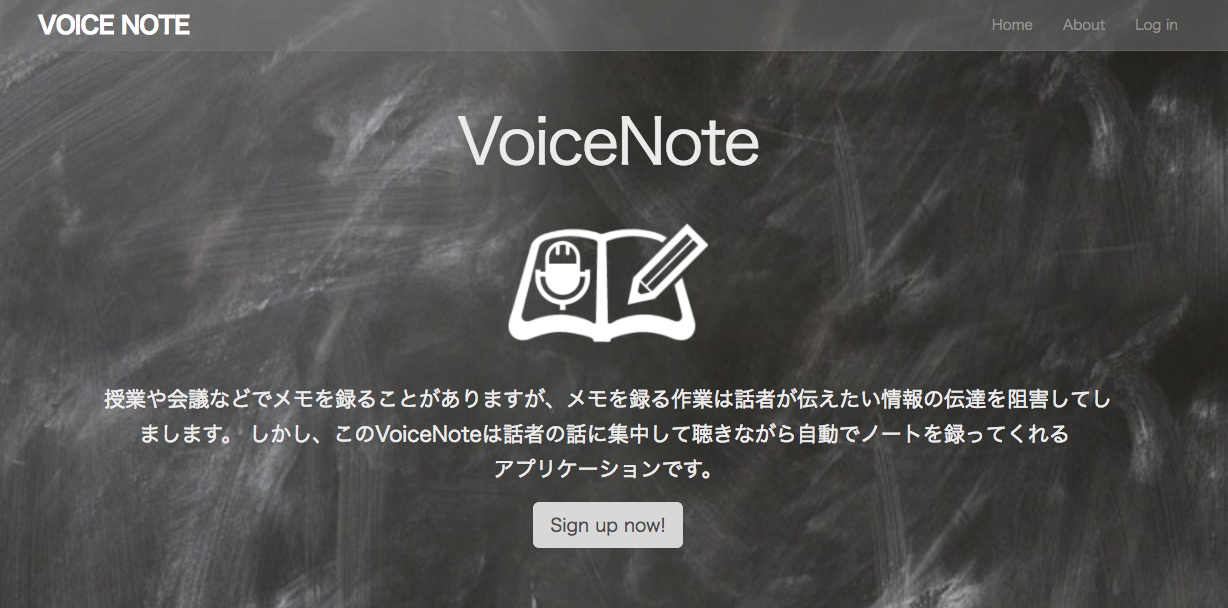 VOICE NOTE
Home About Log in
VoiceNote
授業や会議などでメモを録ることがありますが、メモを録る作業は話者が伝えたい情報の伝達を阻害してし
まします。 しかし、このVoiceNoteは話者の話に集中して聴きながら自動でノートを録ってくれる
アプリケーションです。
Sign up now!